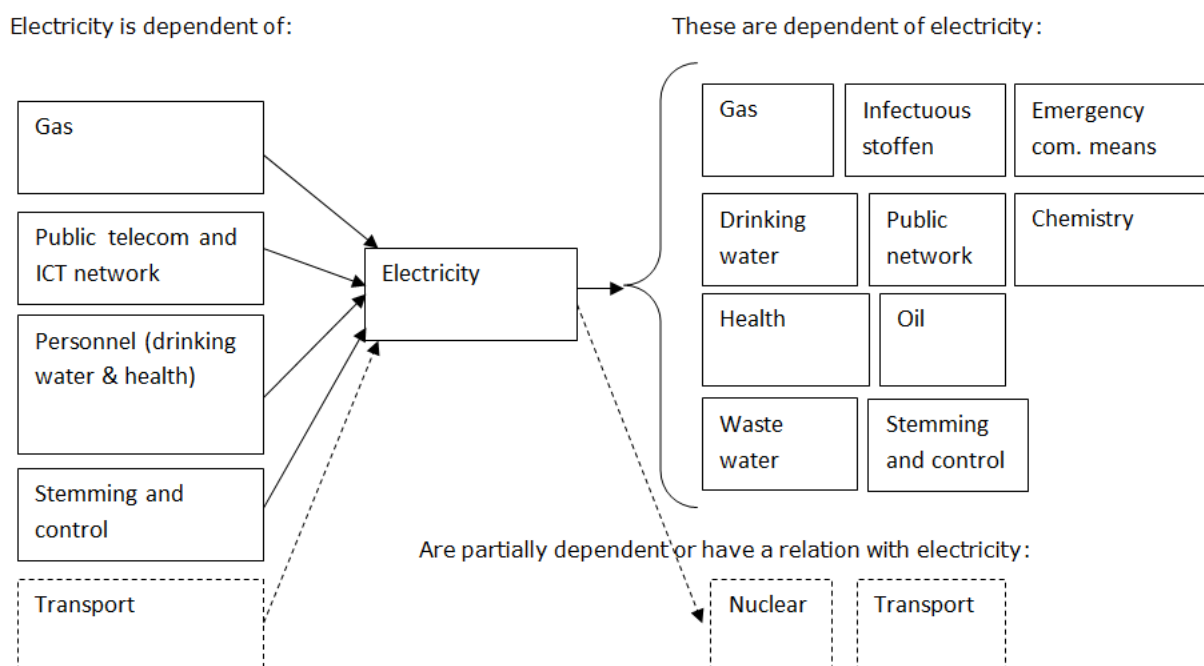 Electricity is dependent of:
These are dependent of electricity:
Gas
Public telecom and
ICT network
Personnel (drinking
water & health)
Stemming and
control
Transport
Electricity
Gas
Infectuous
stoffen
Emergency
com. means
Drinking
water
Public
network
Chemistry
Health
Oil
Waste
water
Stemming
and control
Are partially dependent or have a relation with electricity:
Nuclear
Transport